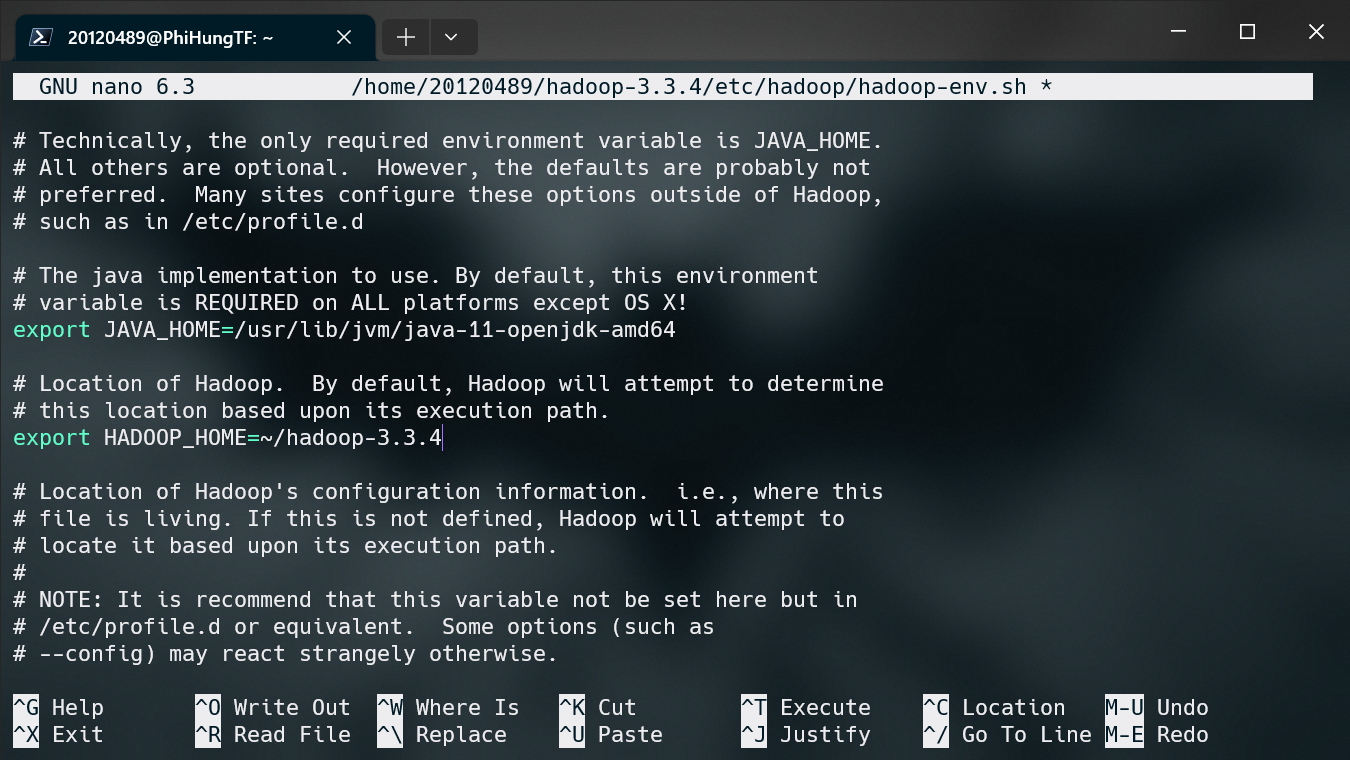 20120489@PhiHungTF: ~
GNU nano 6.3 /home/20120489/hadoop-3.3.4/etc/hadoop/hadoop-env.sh *
# Technically, the only required environment variable is JAVA_HOME.
# All others are optional.  However, the defaults are probably not
# preferred.  Many sites configure these options outside of Hadoop,
# such as in /etc/profile.d
# The java implementation to use. By default, this environment
# variable is REQUIRED on ALL platforms except OS X!
export JAVA_HOME=/usr/lib/jvm/java-11-openjdk-amd64
# Location of Hadoop.  By default, Hadoop will attempt to determine
# this location based upon its execution path.
export HADOOP_HOME=~/hadoop-3.3.4
# Location of Hadoop's configuration information.  i.e., where this
# file is living. If this is not defined, Hadoop will attempt to
# locate it based upon its execution path.
#
# NOTE: It is recommend that this variable not be set here but in
# /etc/profile.d or equivalent.  Some options (such as
# --config) may react strangely otherwise.
^G Help ^O Write Out ^W Where Is ^K Cut ^T Execute ^C Location M-U Undo
^X Exit ^R Read File ^\ Replace ^U Paste ^J Justify ^/ Go To Line M-E Redo